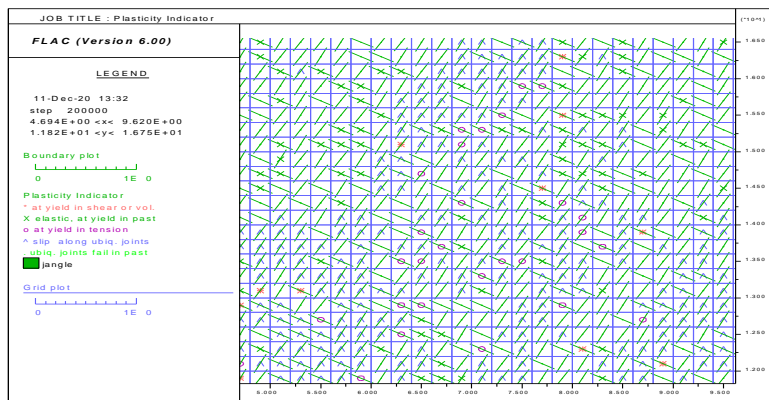 JOB TITLE : Plasticity Indicator
(*10^1)
FLAC (Version 6.00)
LEGEND
11-Dec-20 13:32
step 200000
4.694E+00 <x< 9.620E+00
1.182E+01 <y< 1.675E+01
Boundary plot
0 1E 0
Plasticity Indicator
* at yield in shear or vol.
X elastic, at yield in past
o at yield in tension
^ slip along ubiq. joints
ubiq. joints fail in past
jangle
Grid plot
0 1E 0
1.650
1.600
1.550
1.500
1.450
1.400
1.350
1.300
1.250
1.200
5.000 5.500 6.000 6.500 7.000 7.500 8.000 8.500 9.000 9.500